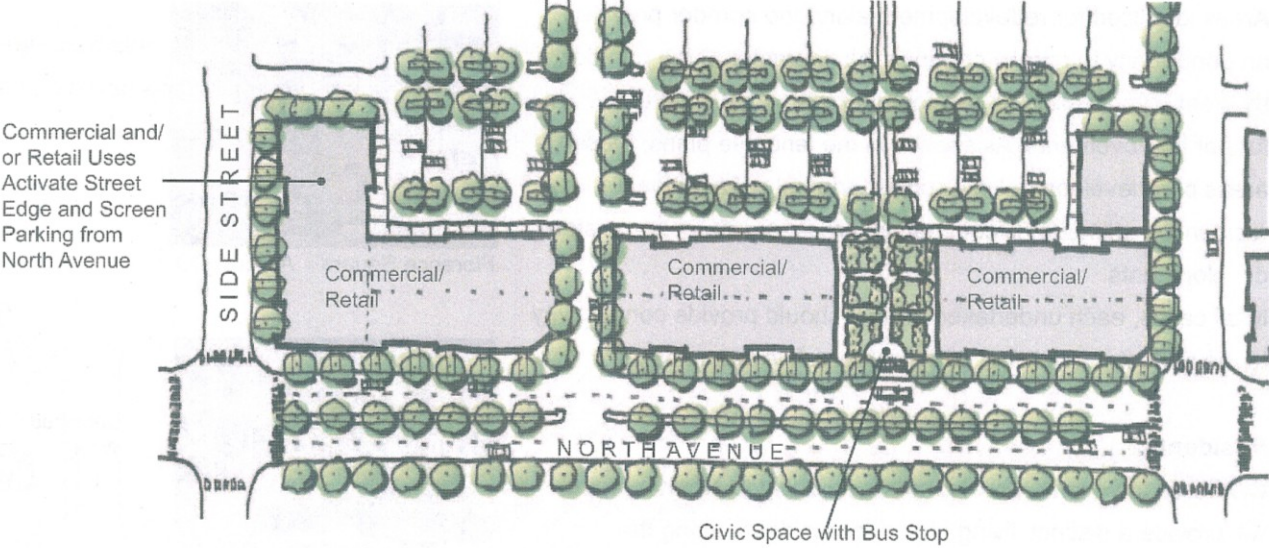 Commercial and/
or Retail Uses
Activate Street
Edge and Screen
Parking from
North Avenue
SIDE STREET
Commercial/
Retail
Commercial/
Retail
Commercial/
Retail
NORTH AVENUE
Civic Space with Bus Stop